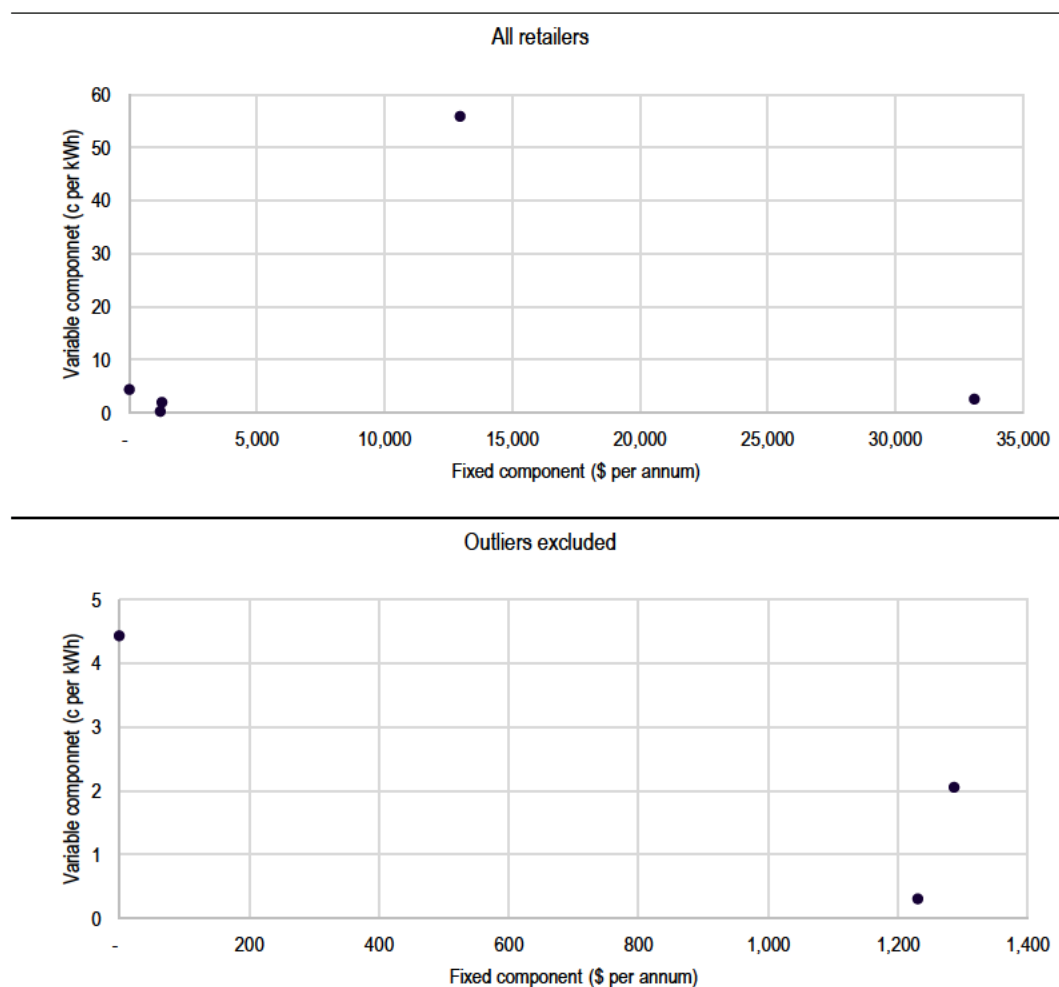 All retailers
Variable componnet (c per kWh)
60
50
40
30
20
10
0
- 5,000 10,000 15,000 20,000 25,000 30,000 35,000
Fixed component ($ per annum)
Outliers excluded
Variable componnet (c per kWh)
5
4
3
2
1
0
- 200 400 600 800 1,000 1,200 1,400
Fixed component ($ per annum)